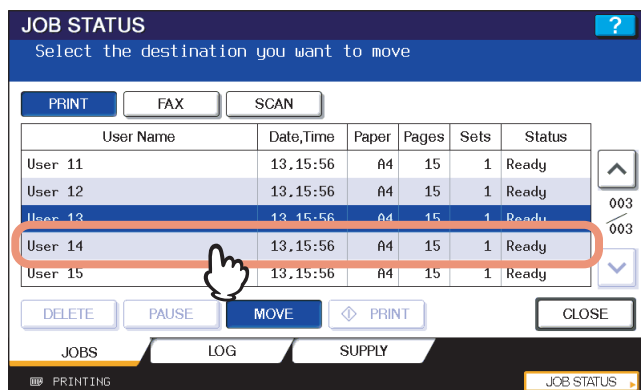 JOB STATUS ?
Select the destination you want to move
PRINT FAX SCAN
User Name Date,Time Paper Pages Sets Status
User 11 13,15:56 A4 15 1 Ready
User 12 13,15:56 A4 15 1 Ready
User 13 13,15:56 A4 15 1 Ready
User 14 13,15:56 A4 15 1 Ready
User 15 13,15:56 A4 15 1 Ready
003
003
DELETE PAUSE MOVE PRINT CLOSE
JOBS LOG SUPPLY
PRINTING JOB STATUS